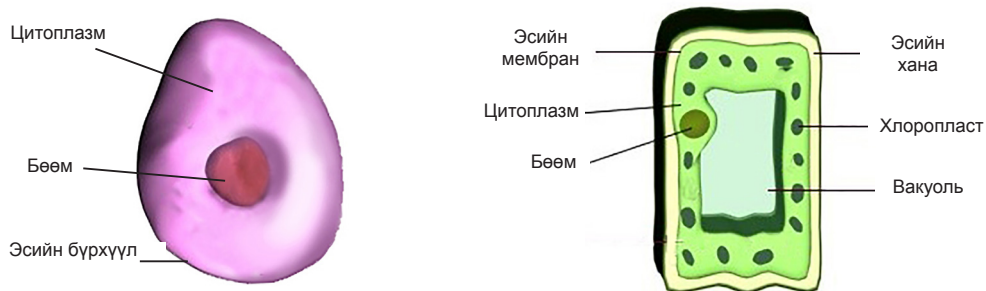 Цитоплазм
Бөөм
Эсийн бүрхүүл
Эсийн
мембран
Цитоплазм
Бөөм
Эсийн
хана
Хлоропласт
Вакуоль